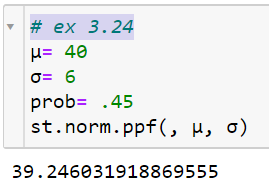 # ex 3.24
μ= 40
σ= 6
prob= .45
st.norm.ppf(, μ, σ)
39.246031918869555